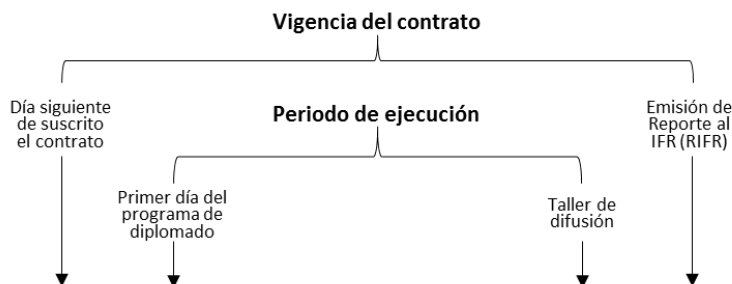 Vigencia del contrato
Día siguiente
de suscrito
el contrato
Periodo de ejecución
Emisión de
Reporte al
IFR (RIFR)
Primer día del
programa de
diplomado
Taller de
difusión